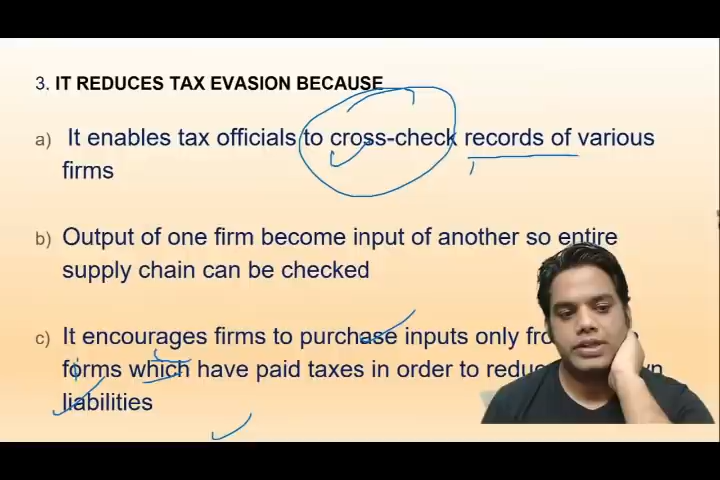 3. IT REDUCES TAX EVASION BECAUSE
a) It enables tax officials to cross-check records of various
firms
b) Output of one firm become input of another so entire
supply chain can be checked
c) It encourages firms to purchase inputs only
forms which have paid taxes in order to
liabilities